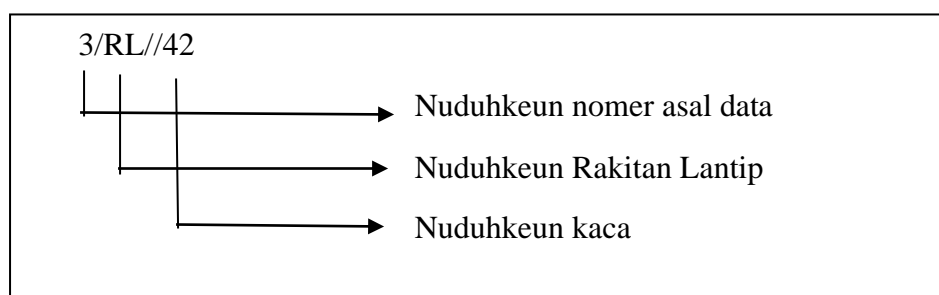 3/RL//42
Nuduhkeun nomer asal data
Nuduhkeun Rakitan Lantip
Nuduhkeun kaca